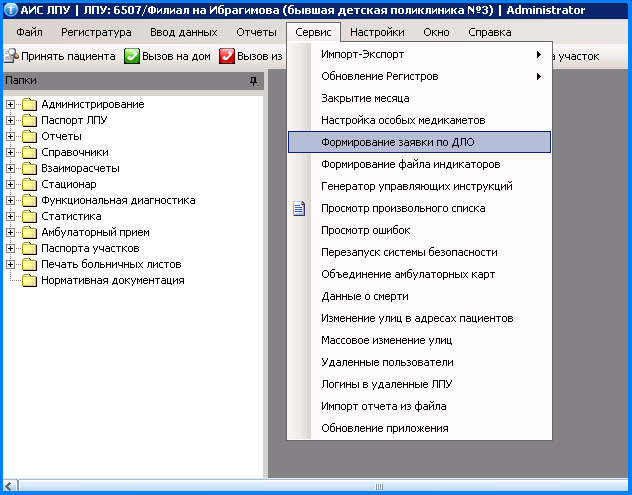 АИС ЛПУ | ЛПУ: 6507/Филиал на Ибрагимова (бывшая детская поликлиника №3) | Administrator
Файл Регистратура Ввод данных Отчеты Сервис Настройки Окно Справка
Принять пациента Вызов на дом Вызов из а участок
Папки
Администрирование
Паспорт ЛПУ
Отчеты
Справочники
Взаиморасчеты
Стационар
Функциональная диагностика
Статистика
Амбулаторный прием
Паспорта участков
Печать больничных листов
Нормативная документация
Импорт-Экспорт
Обновление Регистров
Закрытие месяца
Настройка особых медикаметов
Формирование заявки по ДЛО
Формирование файла индикаторов
Генератор управляющих инструкций
Просмотр произвольного списка
Просмотр ошибок
Перезапуск системы безопасности
Объединение амбулаторных карт
Данные о смерти
Изменение улиц в адресах пациентов
Массовое изменение улиц
Удаленные пользователи
Логины в удаленные ЛПУ
Импорт отчета из файла
Обновление приложения